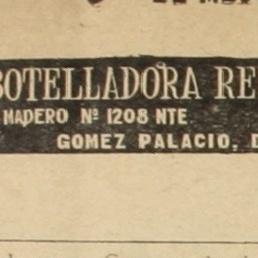 BOTELLADORA RE
MADERO Nº 1208 NTE.
GOMEZ PALACIO, D